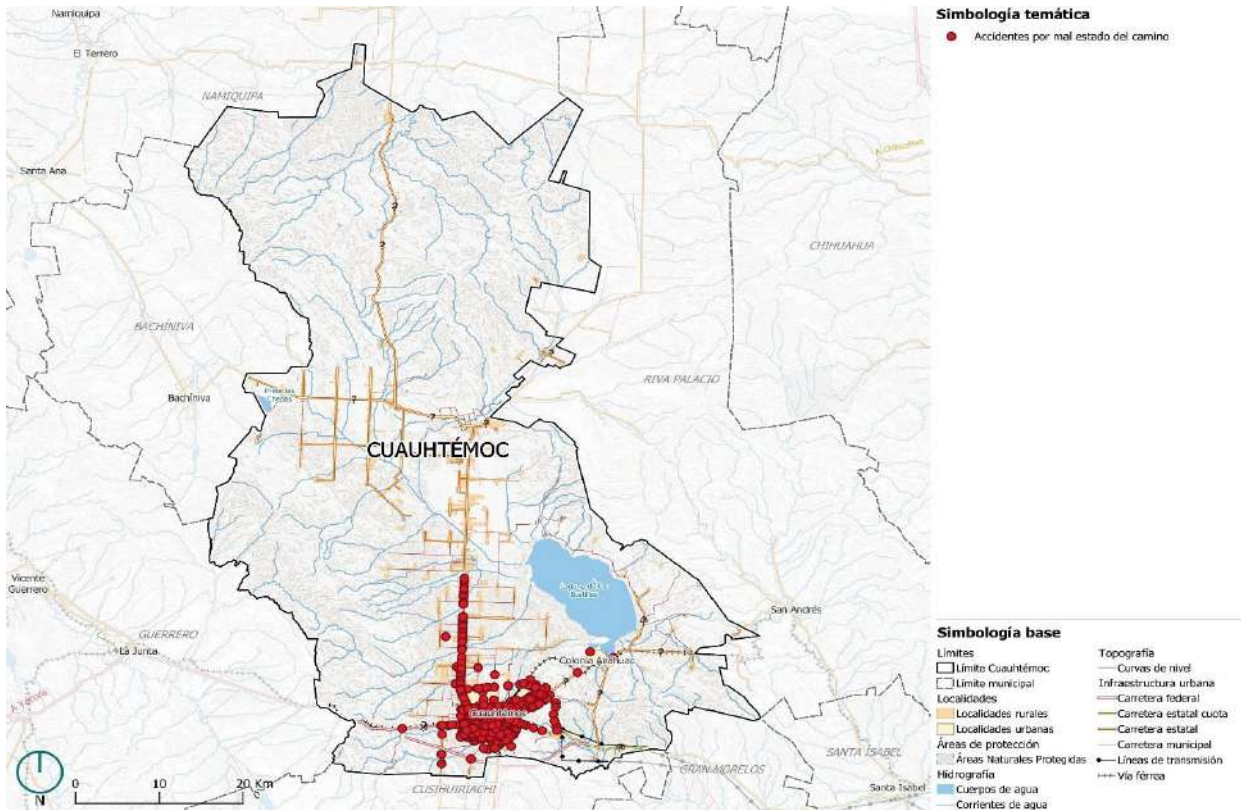 Namiquipa
El Terrero
NAMIQUIPA
Santa Ana
A Chihuahua
CHIHUAHUA
BACHÍNIVA
RIVA PALACIO
Bachíniva
CUAUHTÉMOC
Vicente
Guerrero
San Andrés
GUERRERO
La Junta
Colonia Anáhuac
Cuauhtémoc
SANTA ISABEL
GRAN MORELOS
CUSIHUIRIACHI
Santa Isabel
N
0 10 20 Km
Simbología temática
Accidentes por mal estado del camino
Simbología base
Límites
Límite Cuauhtémoc
Límite municipal
Localidades
Localidades rurales
Localidades urbanas
Áreas de protección
Áreas Naturales Protegidas
Hidrografía
Cuerpos de agua
Corrientes de agua
Topografía
Curvas de nivel
Infraestructura urbana
Carretera federal
Carretera estatal cuota
Carretera estatal
Carretera municipal
Líneas de transmisión
Vía férrea